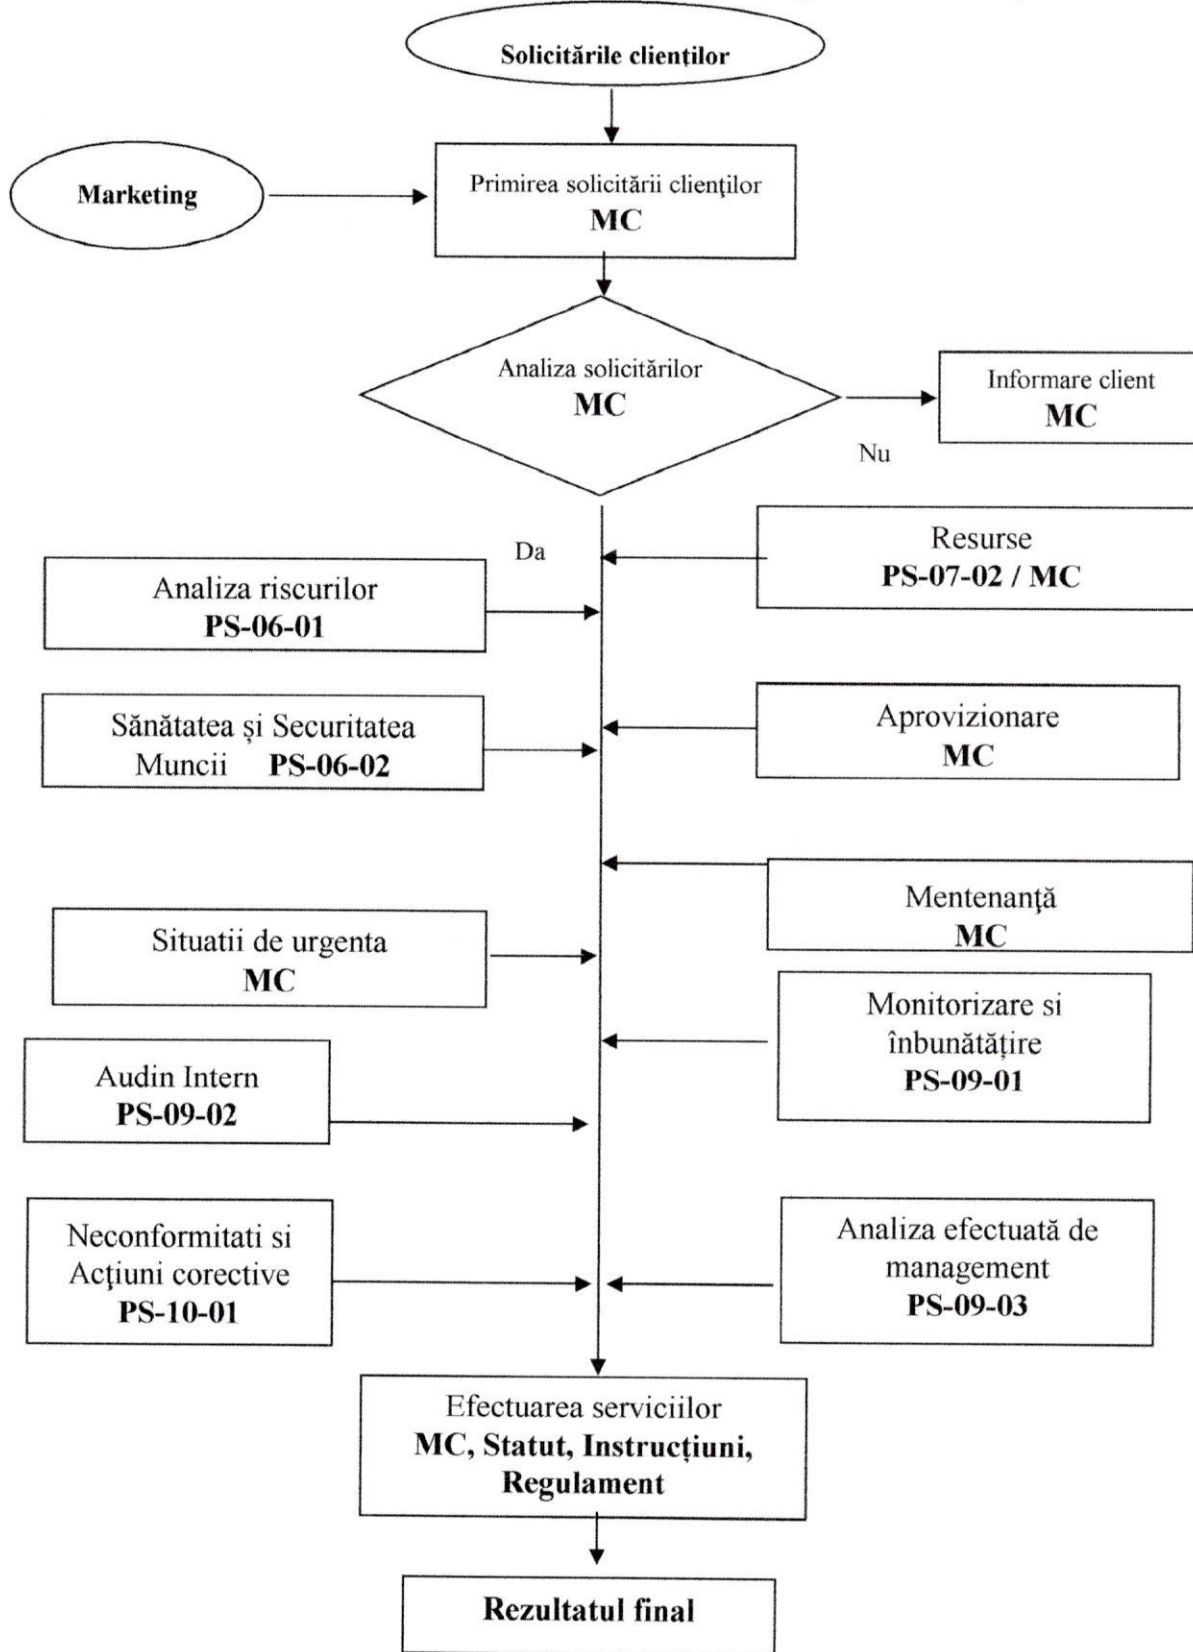 Solicitările clienților
Marketing
Primirea solicitării clienţilor
MC
Analiza solicitărilor
MC
Informare client
MC
Nu
Da
Resurse
PS-07-02 / MC
Analiza riscurilor
PS-06-01
Sănătatea și Securitatea
Muncii PS-06-02
Aprovizionare
MC
Mentenanţă
MC
Situatii de urgenta
MC
Monitorizare si
înbunătățire
PS-09-01
Audin Intern
PS-09-02
Neconformitati si
Acţiuni corective
PS-10-01
Analiza efectuată de
management
PS-09-03
Efectuarea serviciilor
MC, Statut, Instrucțiuni,
Regulament
Rezultatul final